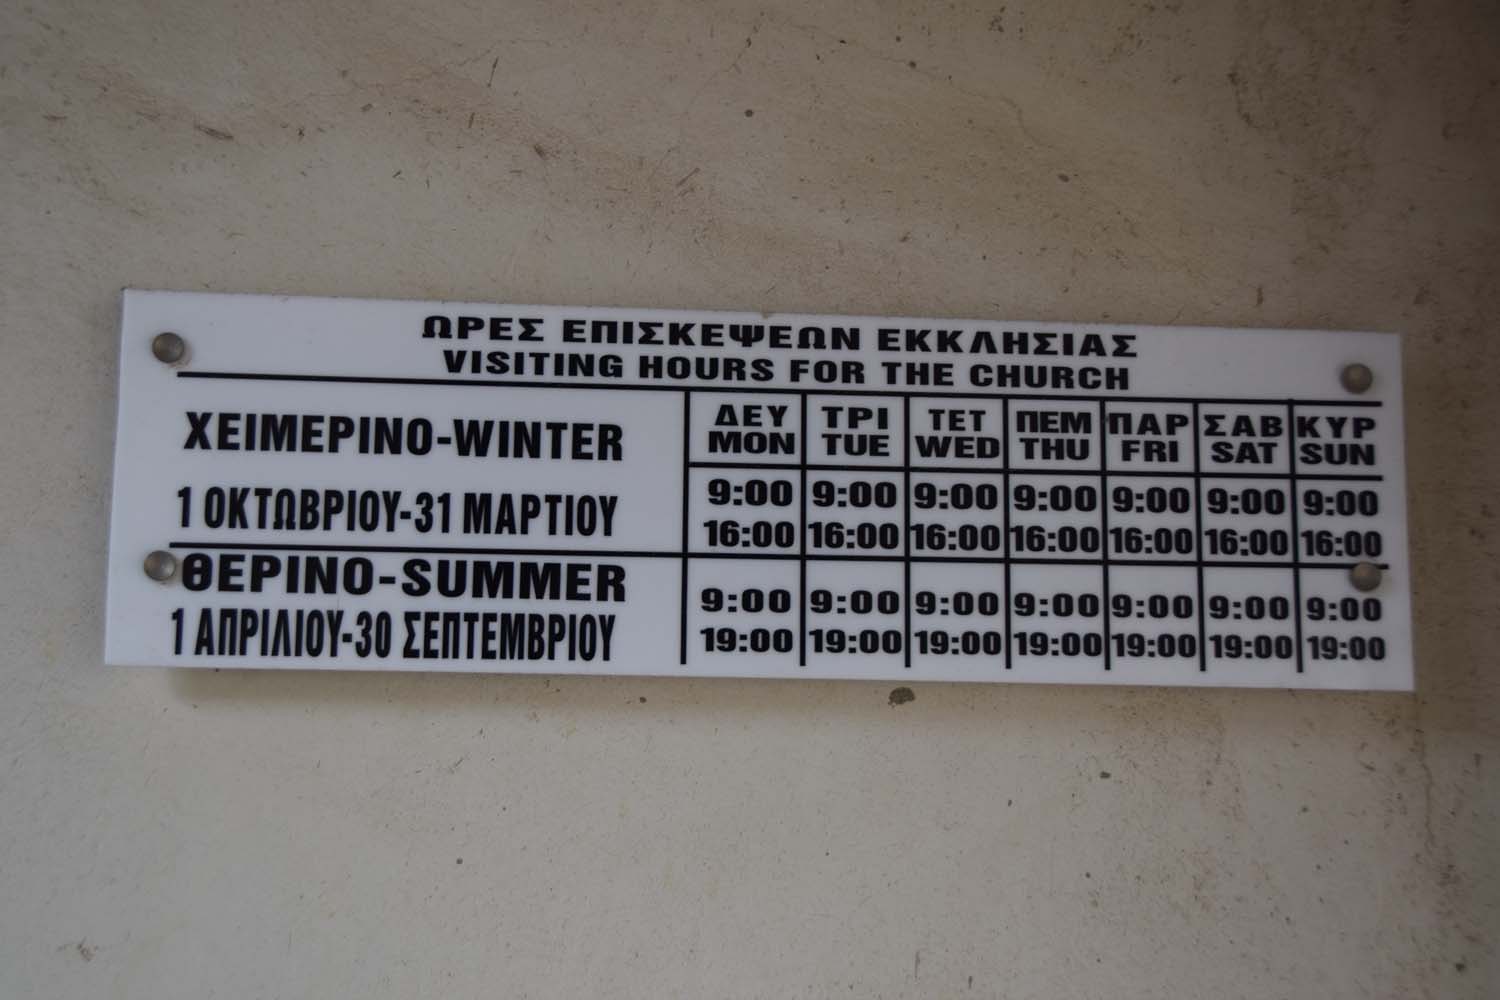 ΩΡΕΣ ΕΠΙΣΚΕΨΕΩΝ ΕΚΚΛΗΣΙΑΣ
VISITING HOURS FOR THE CHURCH
ΧΕΙΜΕΡΙΝΟ-WINTER
1 ΟΚΤΩΒΡΙΟΥ-31 ΜΑΡΤΙΟΥ
ΔΕΥ ΤΡΙ ΤΕΤ ΠΕΜ ΠΑΡ ΣΑΒ ΚΥΡ
MON TUE WED THU FRI SAT SUN
9:00 9:00 9:00 9:00 9:00 9:00 9:00
16:00 16:00 16:00 16:00 16:00 16:00 16:00
ΘΕΡΙΝΟ-SUMMER
1 ΑΠΡΙΛΙΟΥ-30 ΣΕΠΤΕΜΒΡΙΟΥ
9:00 9:00 9:00 9:00 9:00 9:00 9:00
19:00 19:00 19:00 19:00 19:00 19:00 19:00